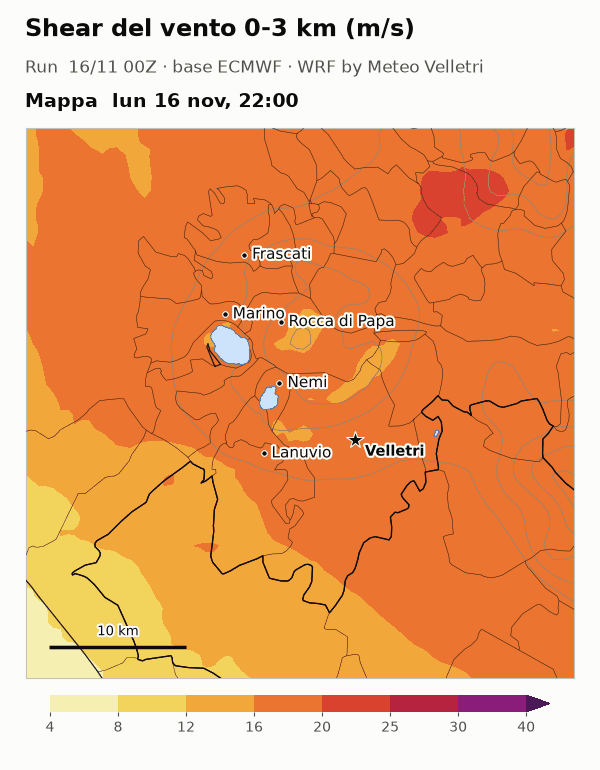 Shear del vento 0-3 km (m/s)
Run  16/11 00Z · base ECMWF · WRF by Meteo Velletri
Mappa  lun 16 nov, 22:00
Frascati
Marino
Rocca di Papa
Nemi
Velletri
Lanuvio
10 km
4 8 12 16 20 25 30 40